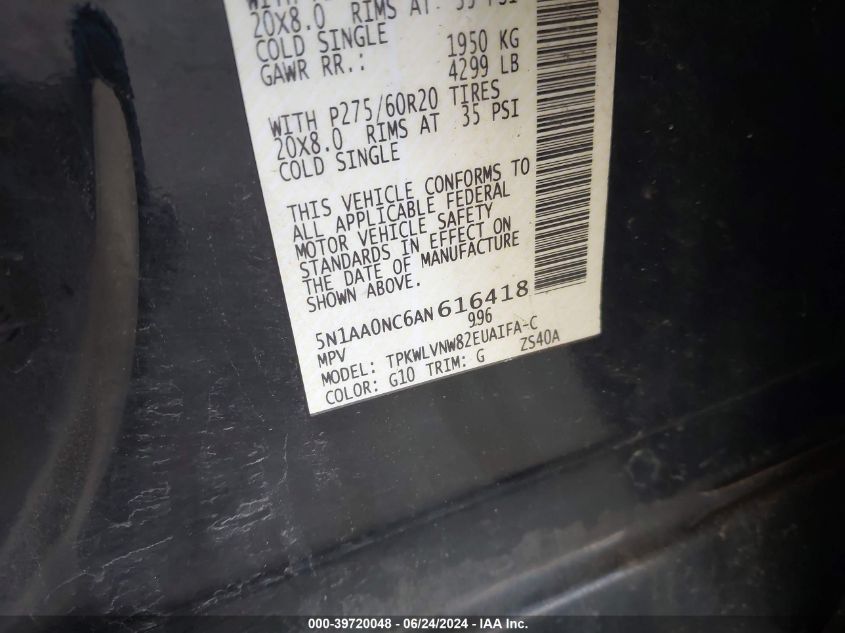 20X8.0 RIMS AT 35 PSI
COLD SINGLE
GAWR RR.: 1950 KG
4299 LB
WITH P275/60R20 TIRES
20X8.0 RIMS AT 35 PSI
COLD SINGLE
THIS VEHICLE CONFORMS TO
ALL APPLICABLE FEDERAL
MOTOR VEHICLE SAFETY
STANDARDS IN EFFECT ON
THE DATE OF MANUFACTURE
SHOWN ABOVE.
5N1AA0NC6AN616418
MPV 996
MODEL: TPKWLVNW82EUAIFA-C
COLOR: G10 TRIM: G ZS40A
000-39720048 - 06/24/2024 - IAA Inc.